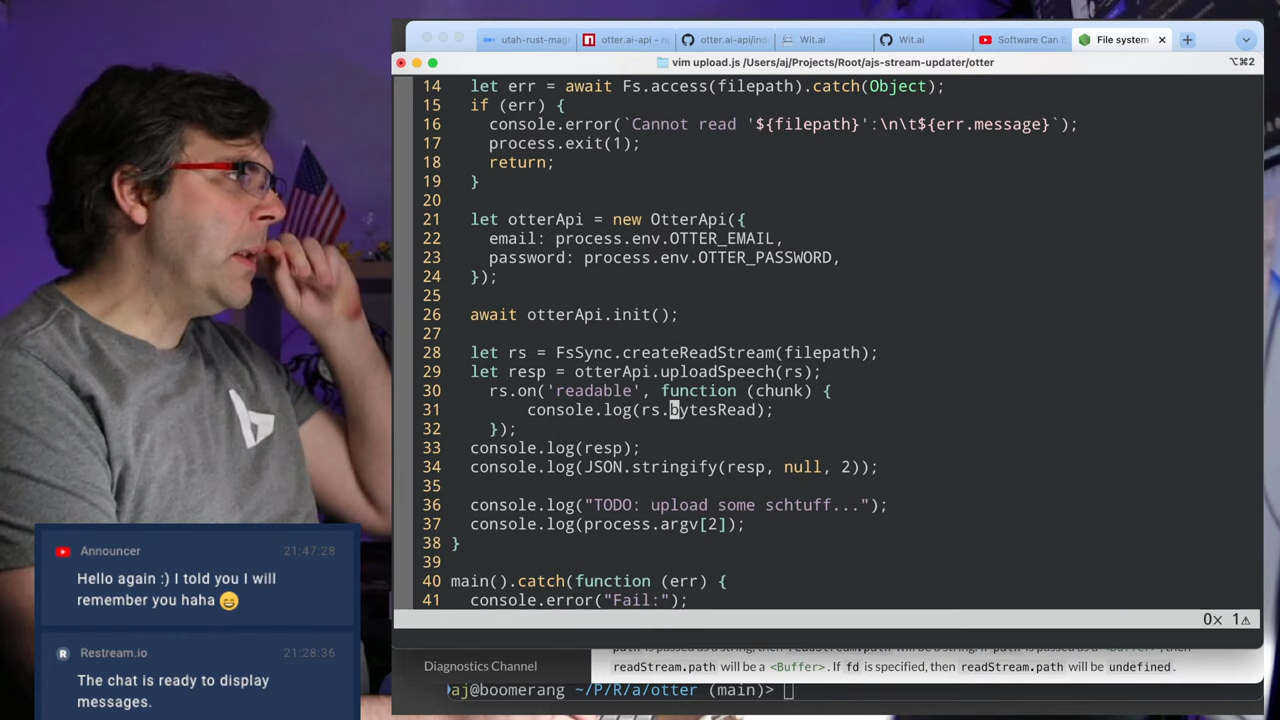 utah-rust-mag
otter.ai-api – n
otter.ai-api/ind
Wit.ai
Wit.ai
Software Can B
File system
vim upload.js /Users/aj/Projects/Root/ajs-stream-updater/otter
⌥⌘2
14 let err = await Fs.access(filepath).catch(Object);
15 if (err) {
16 console.error(`Cannot read '${filepath}':\n\t${err.message}`);
17 process.exit(1);
18 return;
19 }
20
21 let otterApi = new OtterApi({
22 email: process.env.OTTER_EMAIL,
23 password: process.env.OTTER_PASSWORD,
24 });
25
26 await otterApi.init();
27
28 let rs = FsSync.createReadStream(filepath);
29 let resp = otterApi.uploadSpeech(rs);
30 rs.on('readable', function (chunk) {
31 console.log(rs.bytesRead);
32 });
33 console.log(resp);
34 console.log(JSON.stringify(resp, null, 2));
35
36 console.log("TODO: upload some schtuff...");
37 console.log(process.argv[2]);
38 }
39
40 main().catch(function (err) {
41 console.error("Fail:");
0× 1⚠
Diagnostics Channel
readStream.path will be a <Buffer>. If fd is specified, then readStream.path will be undefined.
aj@boomerang ~/P/R/a/otter (main)>
Announcer 21:47:28
Hello again :) I told you I will
remember you haha 😄
Restream.io 21:28:36
The chat is ready to display
messages.